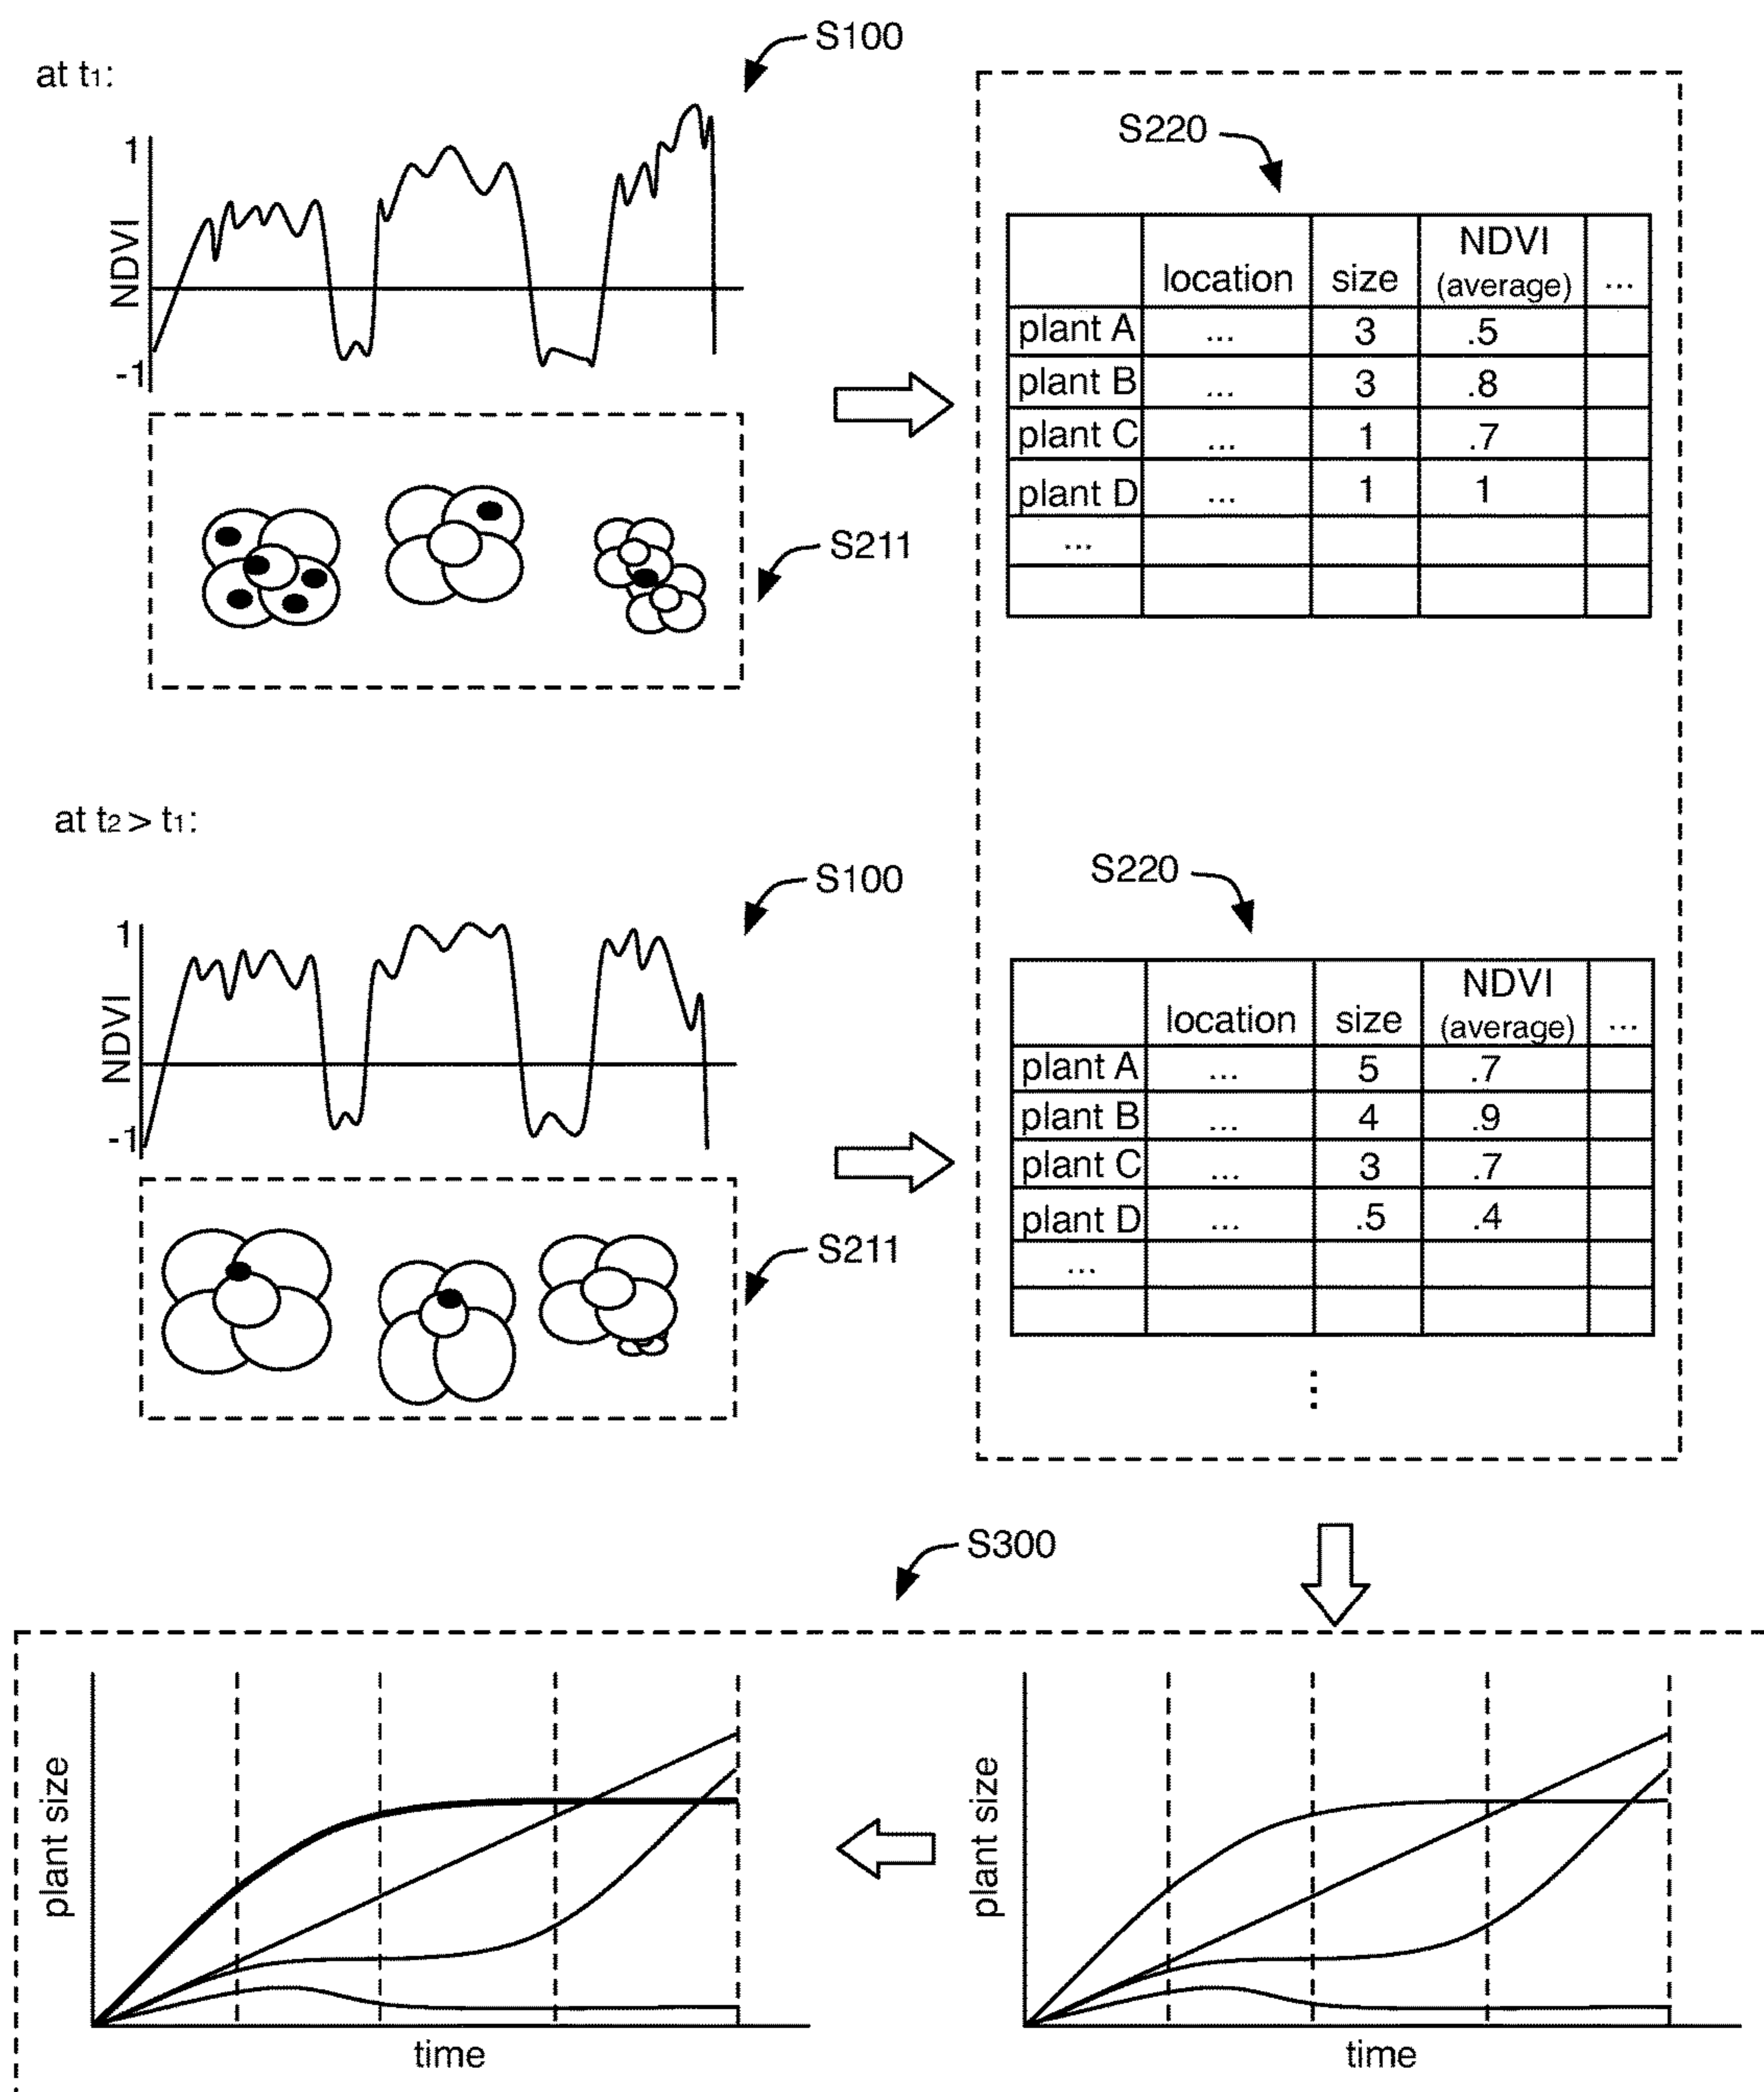 S100
at t1:
1
NDVI
-1
S211
S220
location size NDVI (average) ...
plant A ... 3 .5
plant B ... 3 .8
plant C ... 1 .7
plant D ... 1 1
...
at t2 > t1:
S100
1
NDVI
-1
S211
S220
location size NDVI (average) ...
plant A ... 5 .7
plant B ... 4 .9
plant C ... 3 .7
plant D ... .5 .4
...
⋮
S300
plant size
time
plant size
time